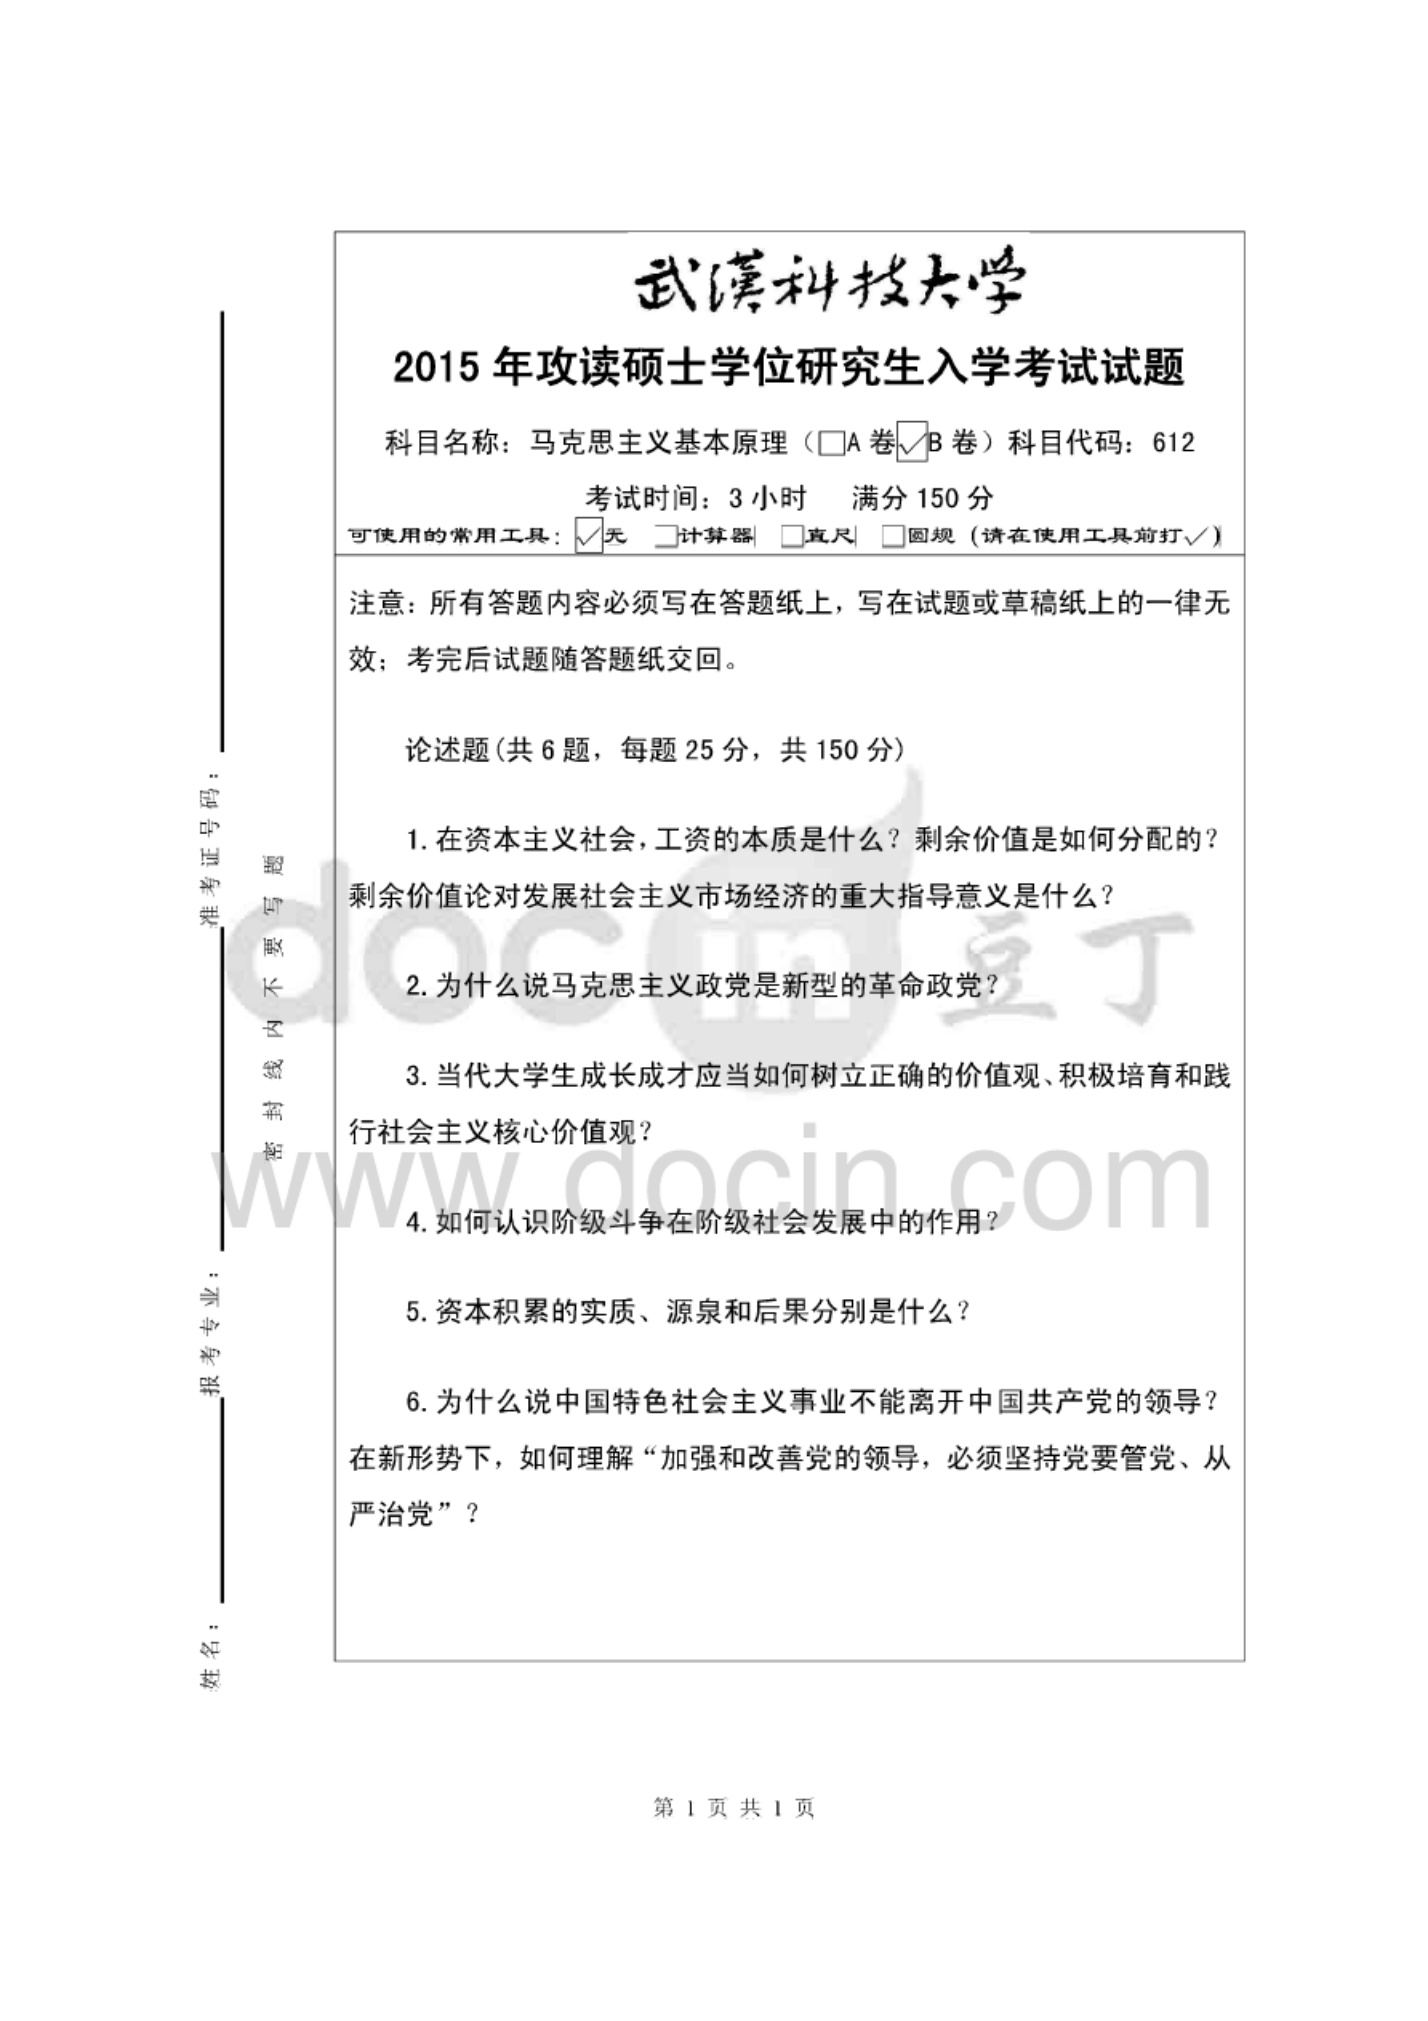 武漢科技大学
2015 年攻读硕士学位研究生入学考试试题
科目名称：马克思主义基本原理（□A 卷☑B 卷）科目代码：612
考试时间：3 小时 满分 150 分
可使用的常用工具：☑无 □计算器 □直尺 □圆规（请在使用工具前打√）
注意：所有答题内容必须写在答题纸上，写在试题或草稿纸上的一律无
效；考完后试题随答题纸交回。
论述题(共 6 题，每题 25 分，共 150 分)
1.在资本主义社会，工资的本质是什么？剩余价值是如何分配的？
剩余价值论对发展社会主义市场经济的重大指导意义是什么？
2.为什么说马克思主义政党是新型的革命政党？
3.当代大学生成长成才应当如何树立正确的价值观、积极培育和践
行社会主义核心价值观？
4.如何认识阶级斗争在阶级社会发展中的作用？
5.资本积累的实质、源泉和后果分别是什么？
6.为什么说中国特色社会主义事业不能离开中国共产党的领导？
在新形势下，如何理解“加强和改善党的领导，必须坚持党要管党、从
严治党”？
姓名：
报考专业：
准考证号码：
密封线内不要写题
docin 豆丁
www.docin.com
第 1 页 共 1 页